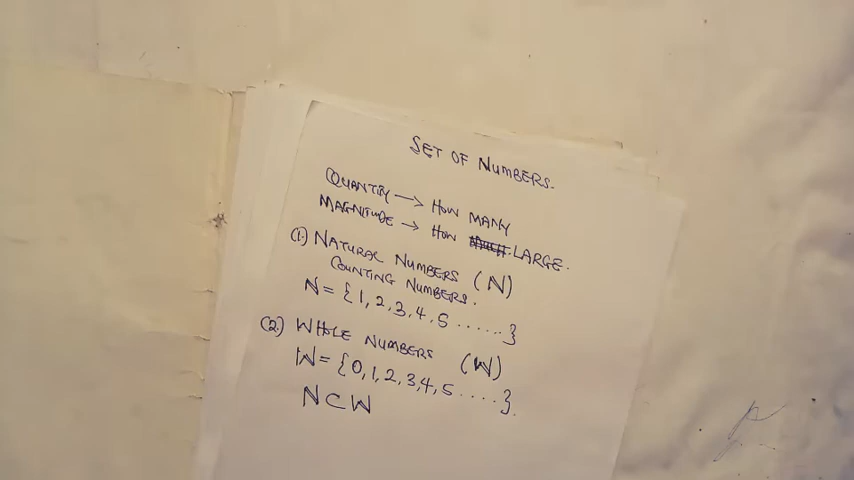 SET OF NUMBERS.
QUANTITY → HOW MANY
MAGNITUDE → HOW LARGE.
(1) NATURAL NUMBERS (N)
COUNTING NUMBERS.
N = {1, 2, 3, 4, 5 ......}
(2) WHOLE NUMBERS (W)
W = {0, 1, 2, 3, 4, 5 ....}.
N ⊂ W